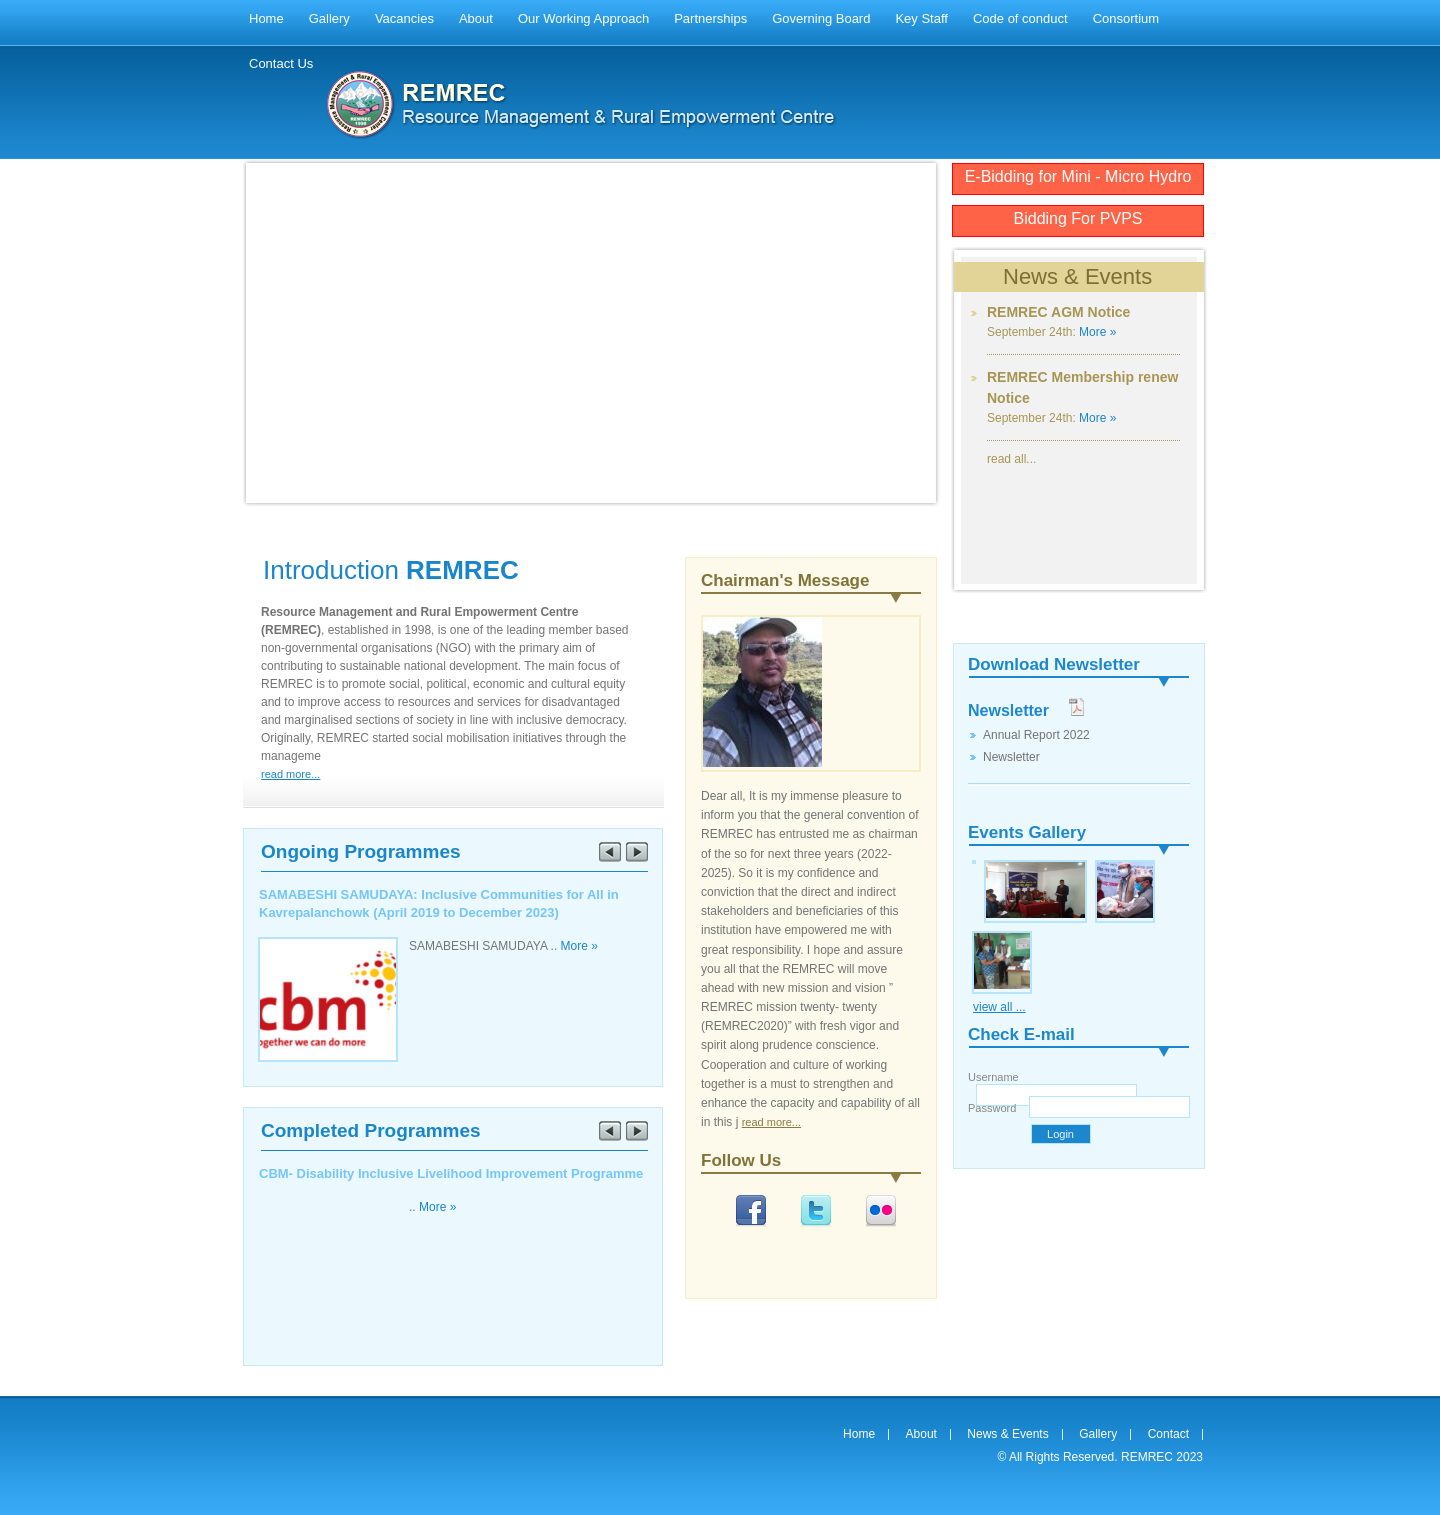 Home Gallery Vacancies About Our Working Approach Partnerships Governing Board Key Staff Code of conduct Consortium
Contact Us
REMREC
Resource Management & Rural Empowerment Centre
E-Bidding for Mini - Micro Hydro
Bidding For PVPS
News & Events
REMREC AGM Notice
September 24th: More »
REMREC Membership renew
Notice
September 24th: More »
read all...
Introduction REMREC
Resource Management and Rural Empowerment Centre
(REMREC), established in 1998, is one of the leading member based
non-governmental organisations (NGO) with the primary aim of
contributing to sustainable national development. The main focus of
REMREC is to promote social, political, economic and cultural equity
and to improve access to resources and services for disadvantaged
and marginalised sections of society in line with inclusive democracy.
Originally, REMREC started social mobilisation initiatives through the
manageme
read more...
Ongoing Programmes
SAMABESHI SAMUDAYA: Inclusive Communities for All in
Kavrepalanchowk (April 2019 to December 2023)
SAMABESHI SAMUDAYA .. More »
cbm
together we can do more
Completed Programmes
CBM- Disability Inclusive Livelihood Improvement Programme
.. More »
Chairman's Message
Dear all, It is my immense pleasure to
inform you that the general convention of
REMREC has entrusted me as chairman
of the so for next three years (2022-
2025). So it is my confidence and
conviction that the direct and indirect
stakeholders and beneficiaries of this
institution have empowered me with
great responsibility. I hope and assure
you all that the REMREC will move
ahead with new mission and vision ”
REMREC mission twenty- twenty
(REMREC2020)” with fresh vigor and
spirit along prudence conscience.
Cooperation and culture of working
together is a must to strengthen and
enhance the capacity and capability of all
in this j read more...
Follow Us
Download Newsletter
Newsletter
Annual Report 2022
Newsletter
Events Gallery
view all ...
Check E-mail
Username
Password
Login
Home | About | News & Events | Gallery | Contact |
© All Rights Reserved. REMREC 2023